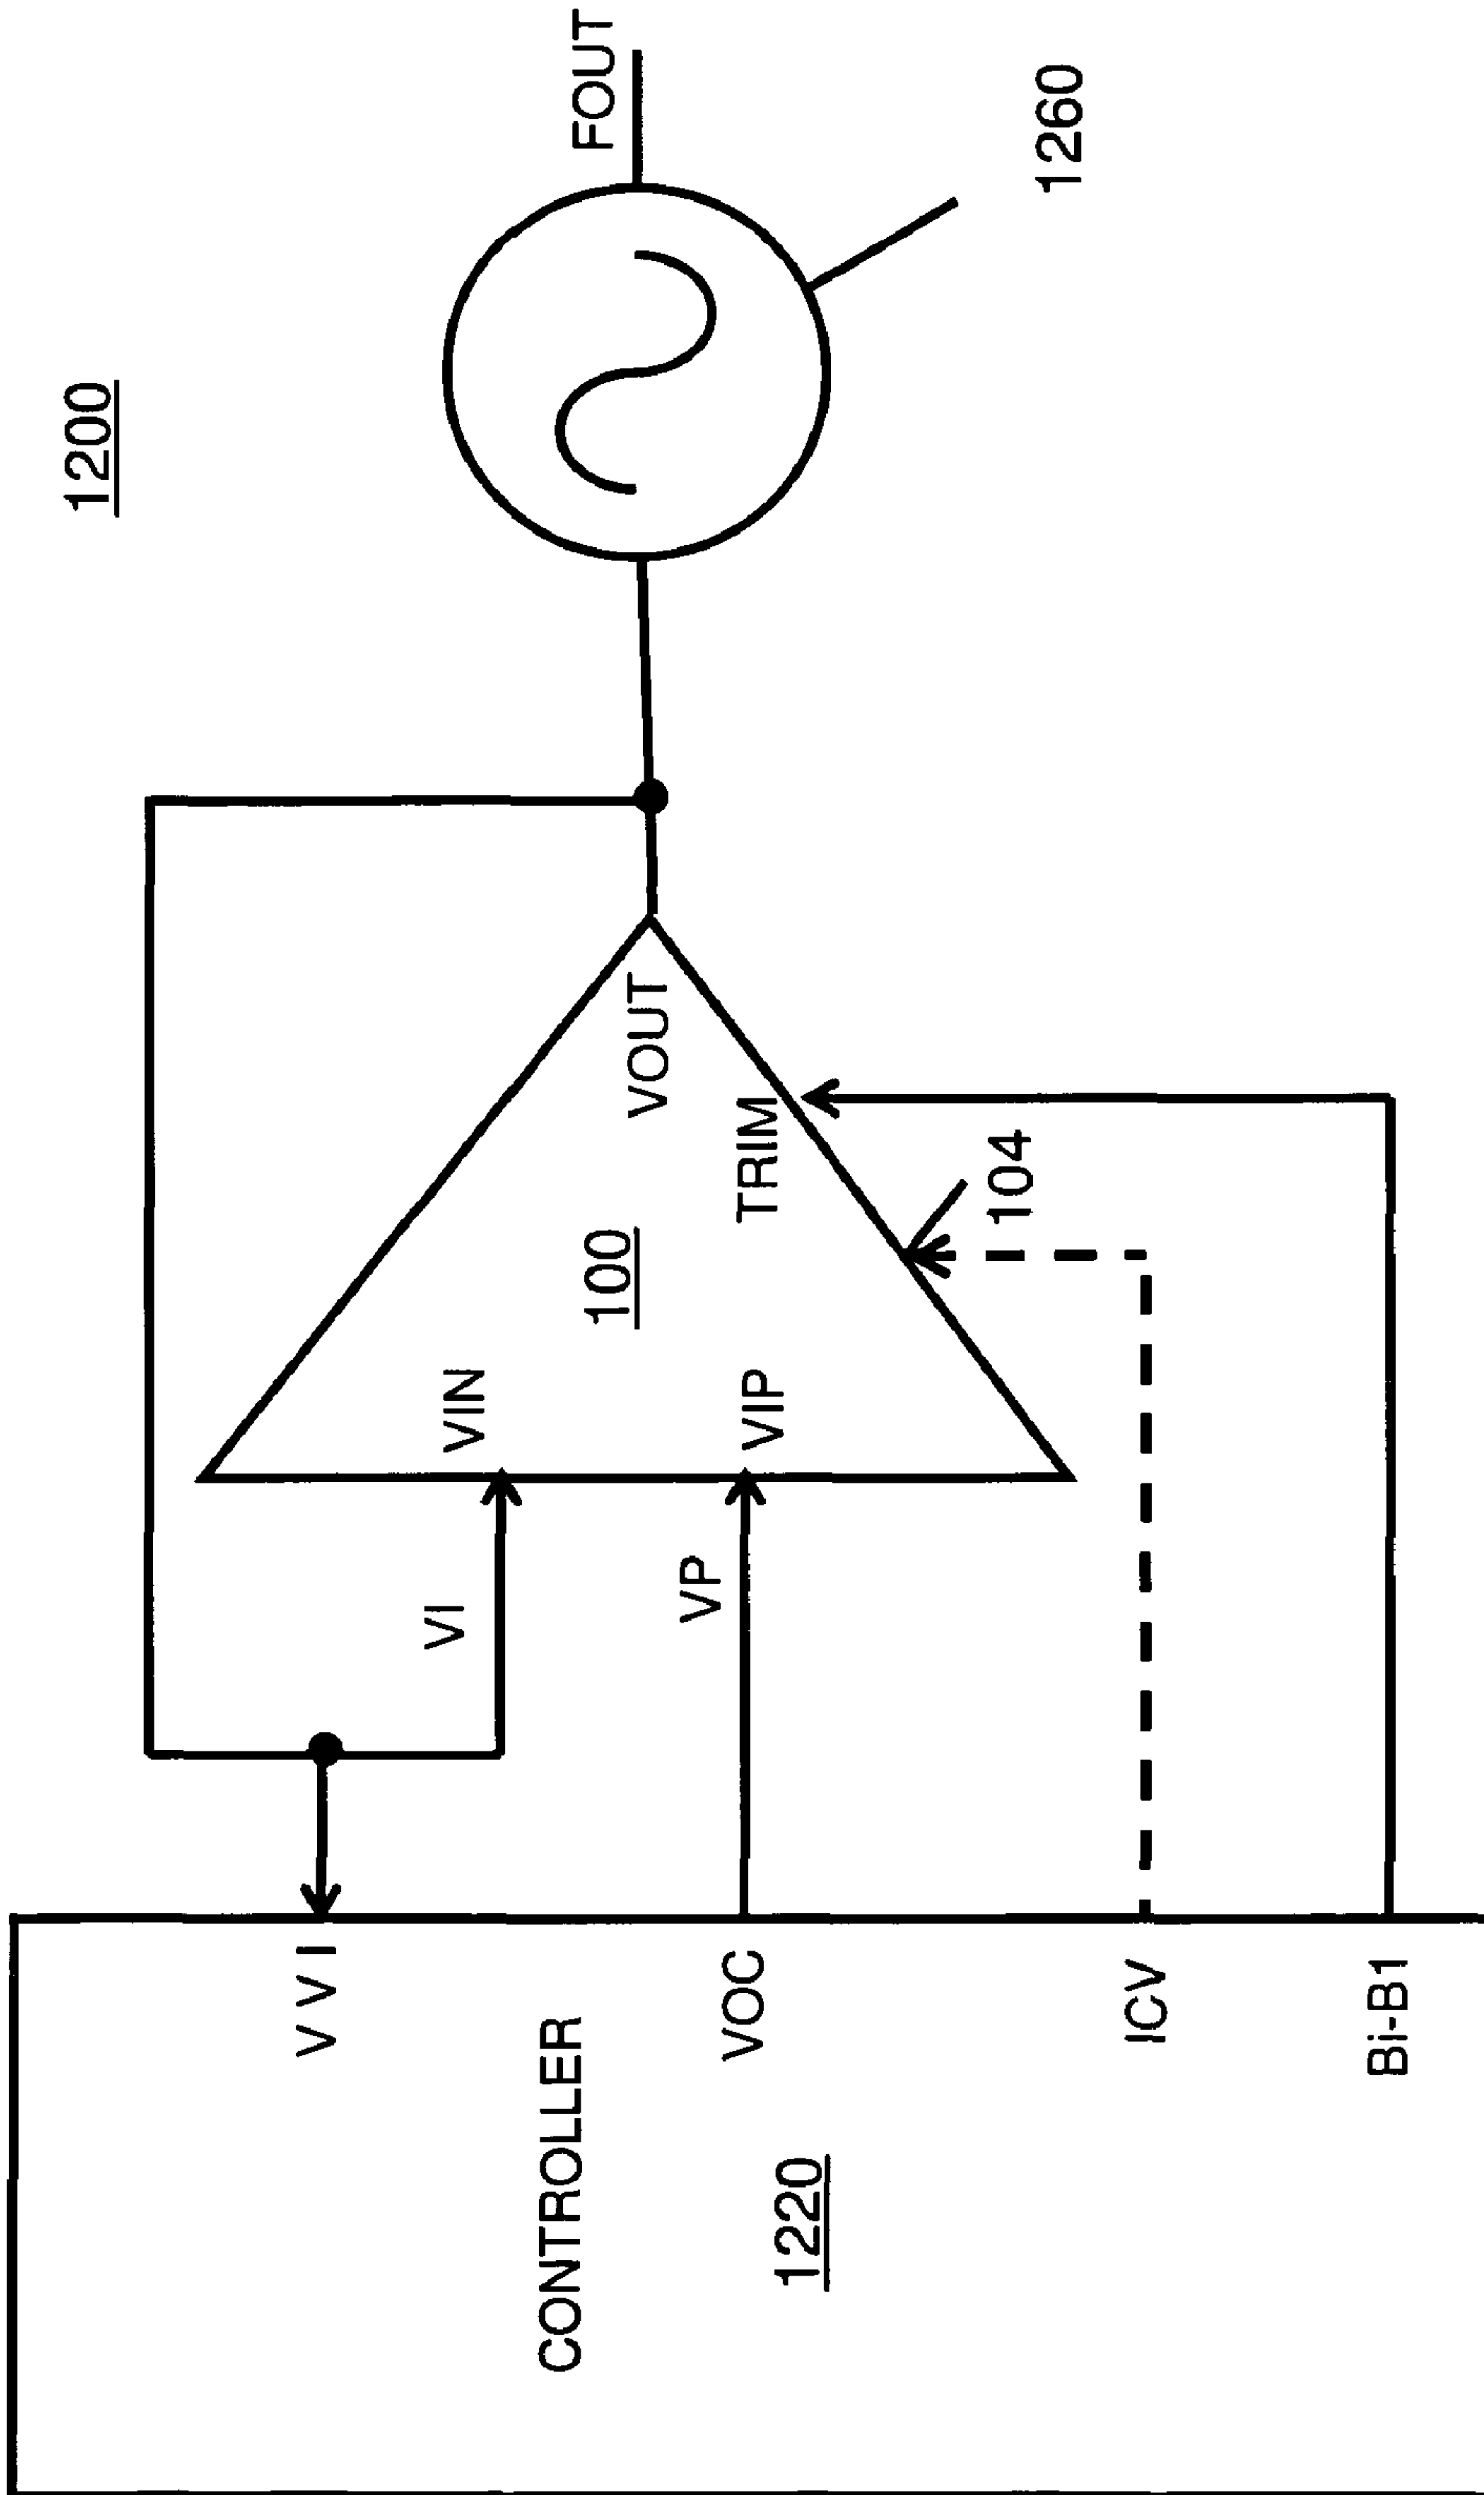 1200
V V I
VI
VIN
CONTROLLER
100
FOUT
VOUT
VOC
VP
VIP
TRIM
1220
104
1260
ICV
Bi-B1